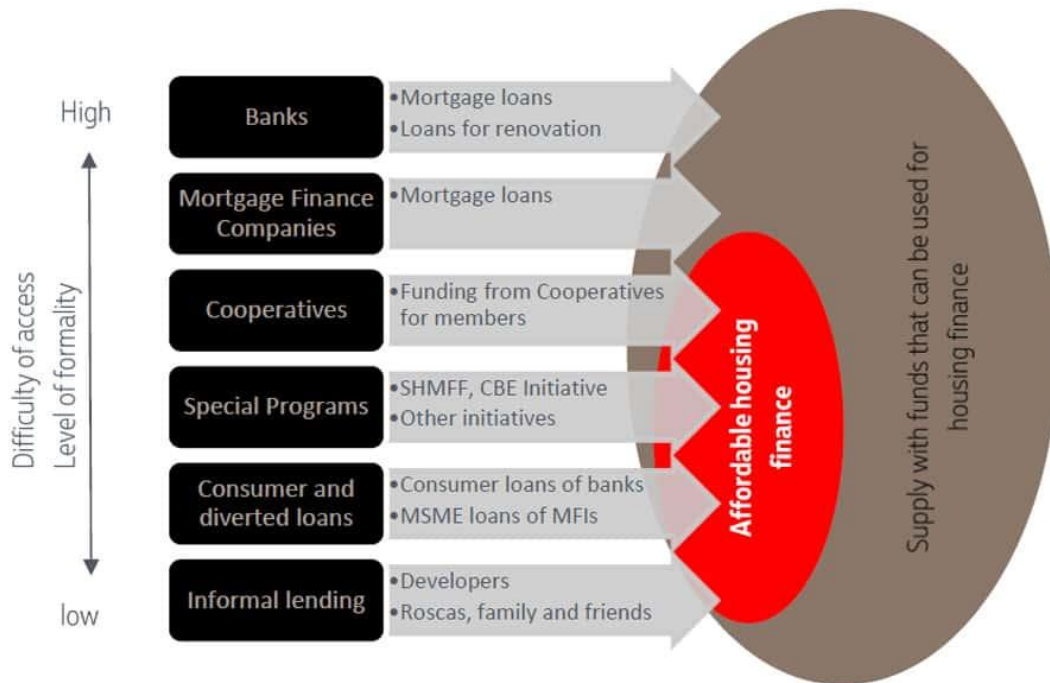 High
Difficulty of access
Level of formality
low
Banks
•Mortgage loans
•Loans for renovation
Mortgage Finance
Companies
•Mortgage loans
Cooperatives
•Funding from Cooperatives
for members
Special Programs
•SHMFF, CBE Initiative
•Other initiatives
Consumer and
diverted loans
•Consumer loans of banks
•MSME loans of MFIs
Informal lending
•Developers
•Roscas, family and friends
Affordable housing
finance
Supply with funds that can be used for
housing finance